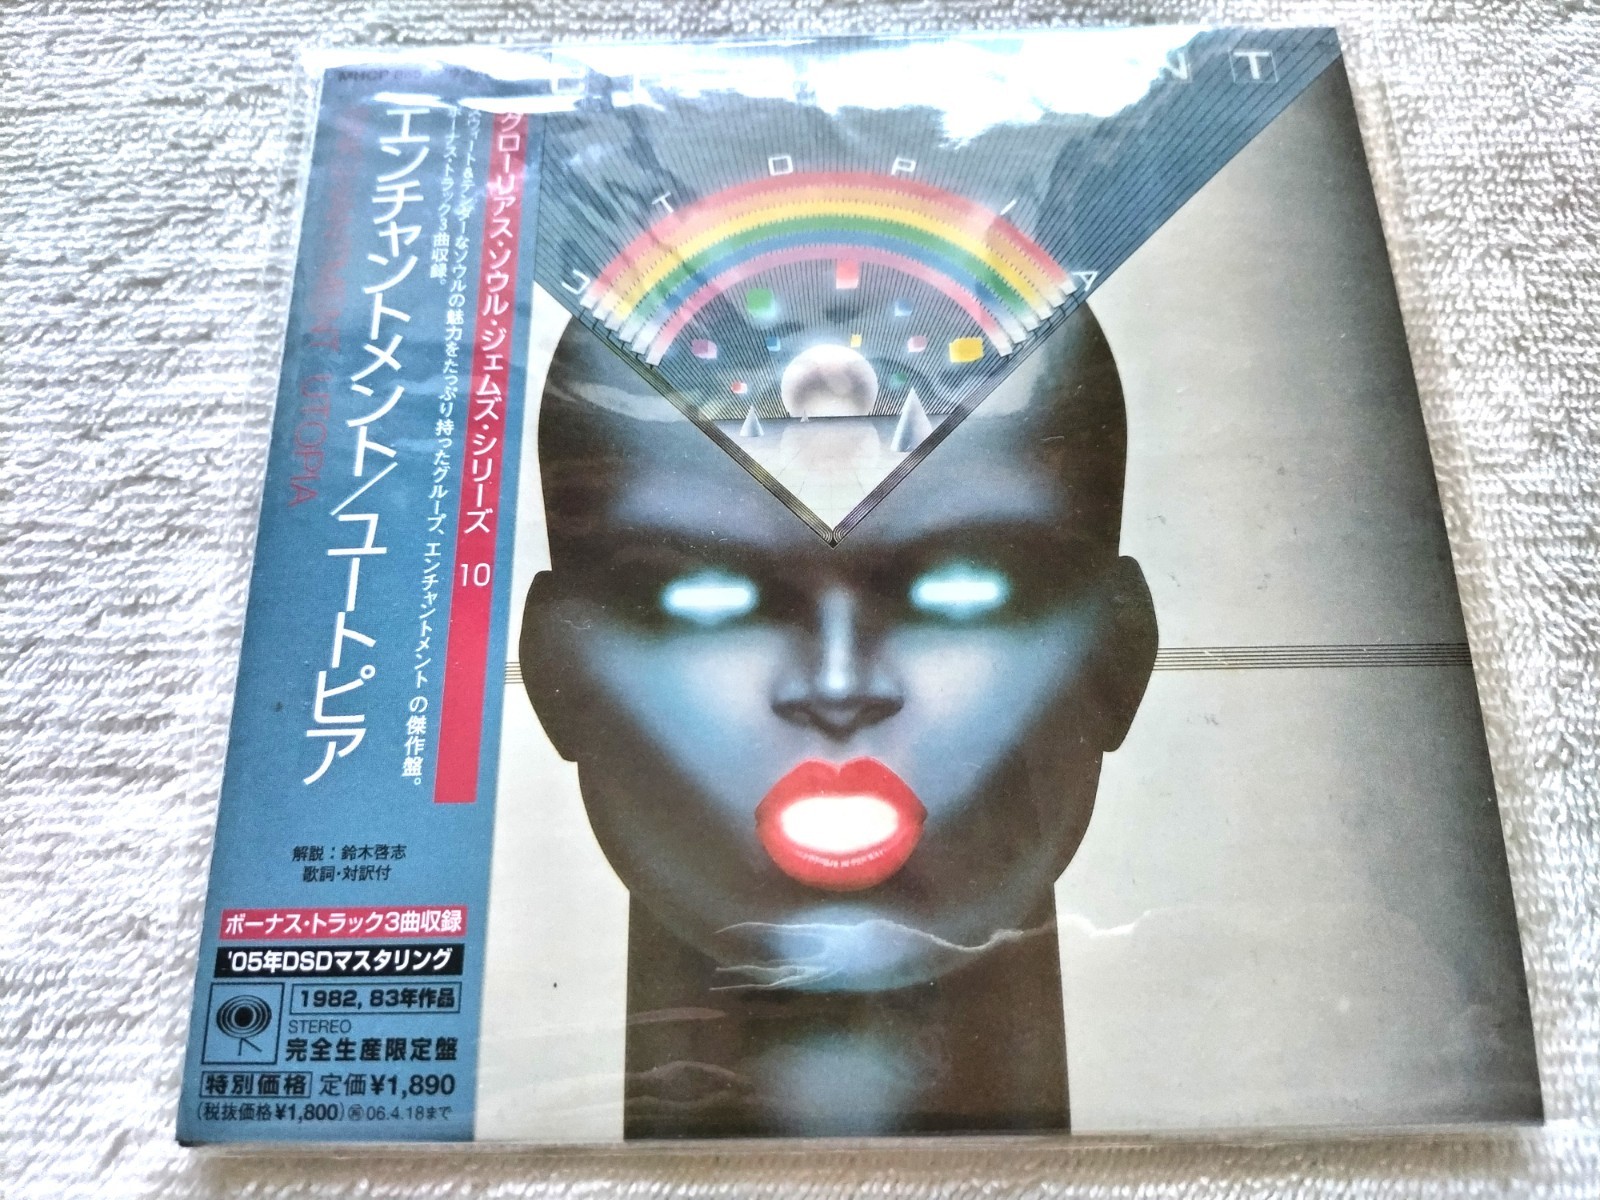 MHCP
エンチャントメント/ユートピア
ENCHANTMENT UTOPIA
グローリアス・ソウル・ジェムズ・シリーズ 10
スウィート&テンダーなソウルの魅力をたっぷり持ったグループ、エンチャントメントの傑作盤。
ボーナス・トラック3曲収録。
解説:鈴木啓志
歌詞・対訳付
ボーナス・トラック3曲収録
'05年DSDマスタリング
1982, 83年作品
STEREO
完全生産限定盤
特別価格 定価¥1,890
(税抜価格¥1,800) 再 06.4.18まで
N T
UTOPIA